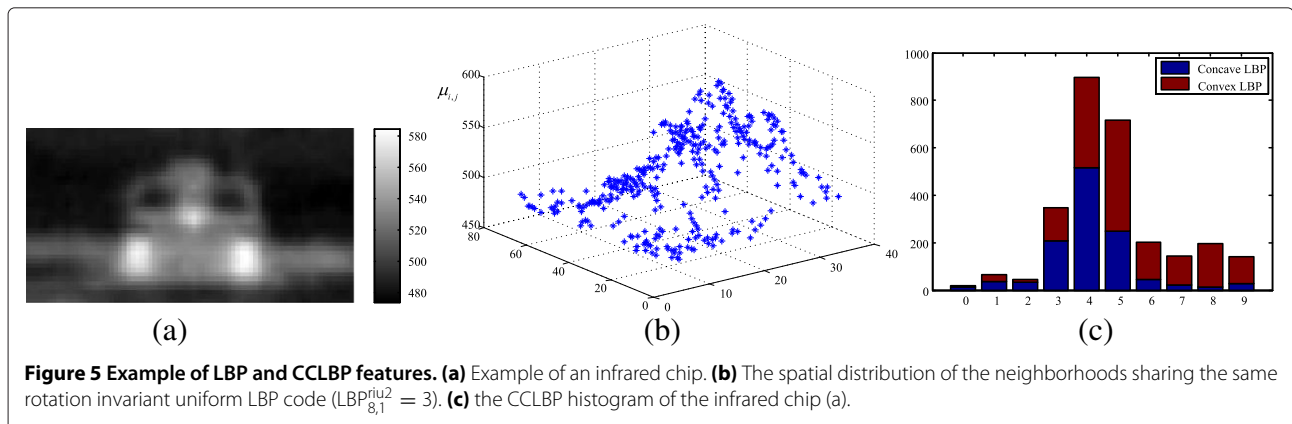 580
560
540
520
500
480
(a)
600
μi,j
550
500
450
80
60
40
20
0
0
10
20
30
40
(b)
1000
800
600
400
200
0
Concave LBP
Convex LBP
0 1 2 3 4 5 6 7 8 9
(c)
Figure 5 Example of LBP and CCLBP features. (a) Example of an infrared chip. (b) The spatial distribution of the neighborhoods sharing the same
rotation invariant uniform LBP code (LBP^{riu2}_{8,1} = 3). (c) the CCLBP histogram of the infrared chip (a).